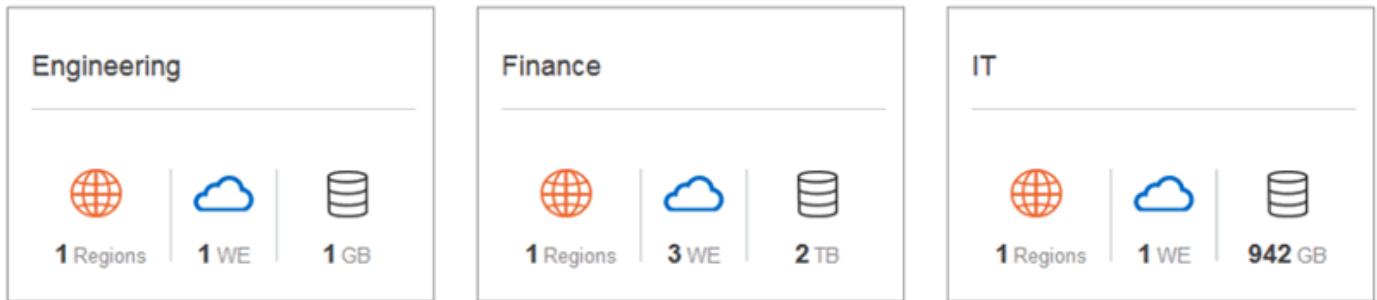 Engineering
1 Regions
1 WE
1 GB
Finance
1 Regions
3 WE
2 TB
IT
1 Regions
1 WE
942 GB